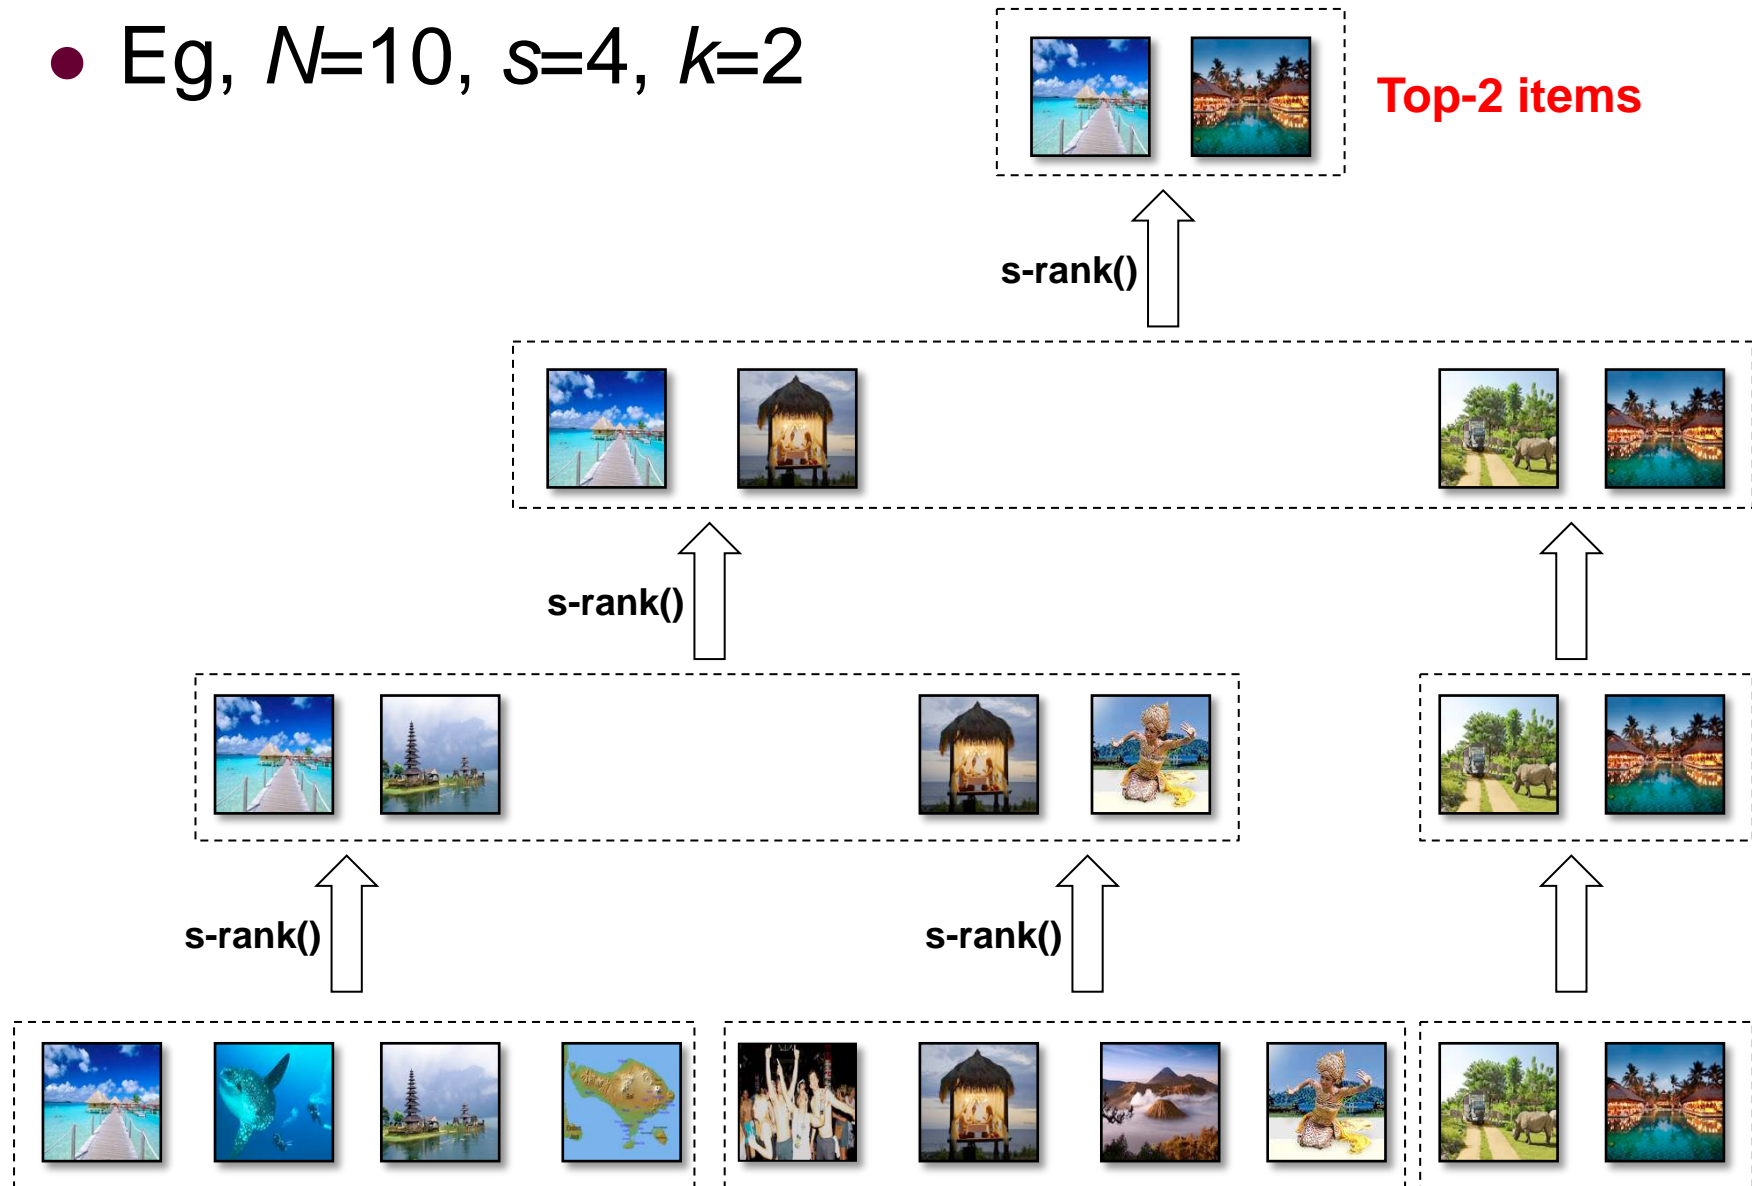 ● Eg, N=10, s=4, k=2
Top-2 items
s-rank()
s-rank()
s-rank()
s-rank()